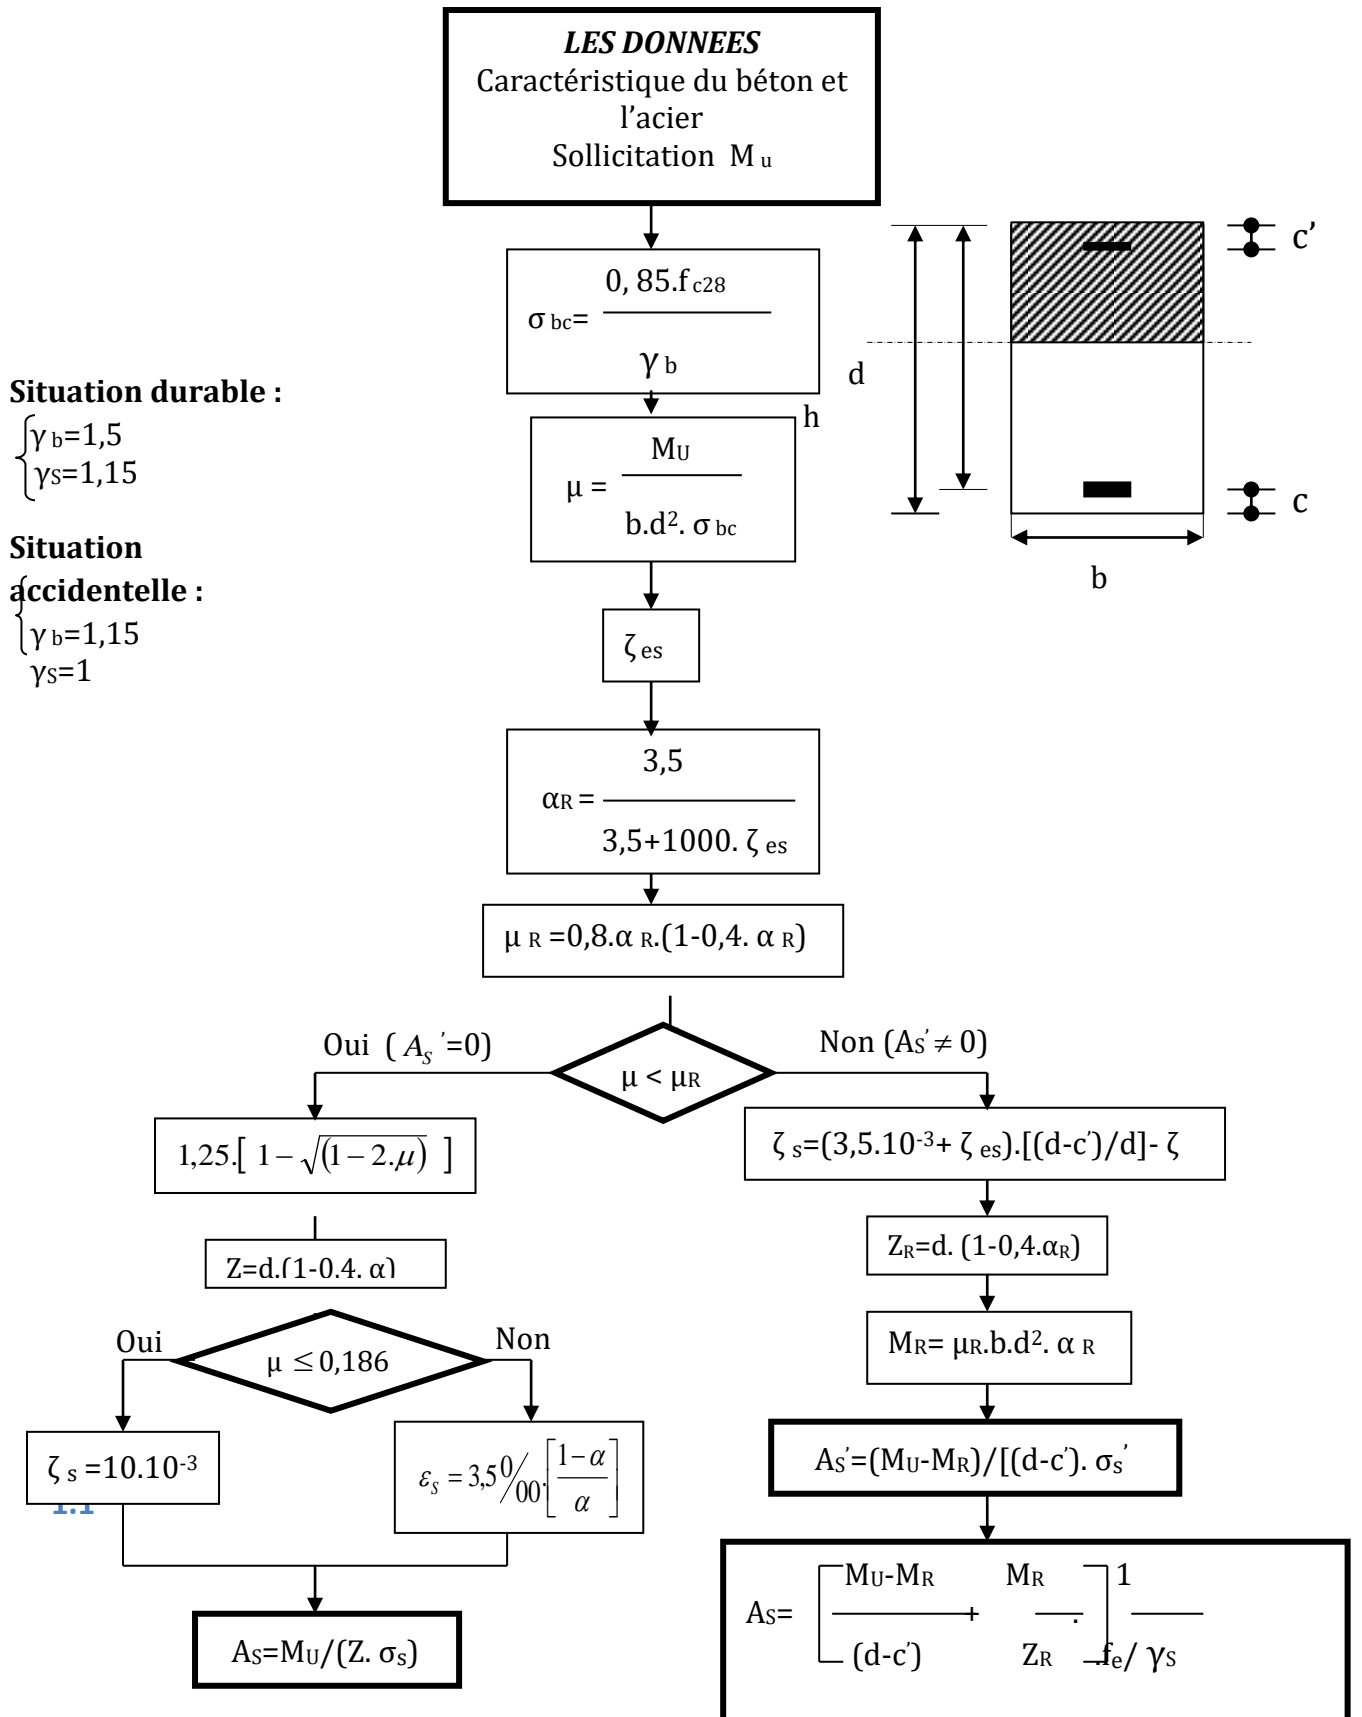 LES DONNEES
Caractéristique du béton et
l’acier
Sollicitation M u
σ bc= 0, 85.f c28 / γ b
c’
d
h
c
b
Situation durable :
γ b=1,5
γS=1,15
Situation
accidentelle :
γ b=1,15
γS=1
μ = MU / b.d². σ bc
ζ es
αR = 3,5 / 3,5+1000. ζ es
μ R =0,8.α R.(1-0,4. α R)
μ < μR
Oui ( AS ’=0)
Non (AS’ ≠ 0)
1,25.[ 1−√(1−2.μ) ]
Z=d.(1-0.4. α)
μ ≤ 0,186
Oui
Non
ζ s =10.10-3
εS = 3,5 0/00.[1−α / α]
1.1
AS=MU/(Z. σs)
ζ s=(3,5.10-3+ ζ es).[(d-c’)/d]- ζ
ZR=d. (1-0,4.αR)
MR= μR.b.d². α R
AS’=(MU-MR)/[(d-c’). σs’
AS= [ MU-MR / (d-c’) + MR / ZR ] . 1 / .fe/ γS